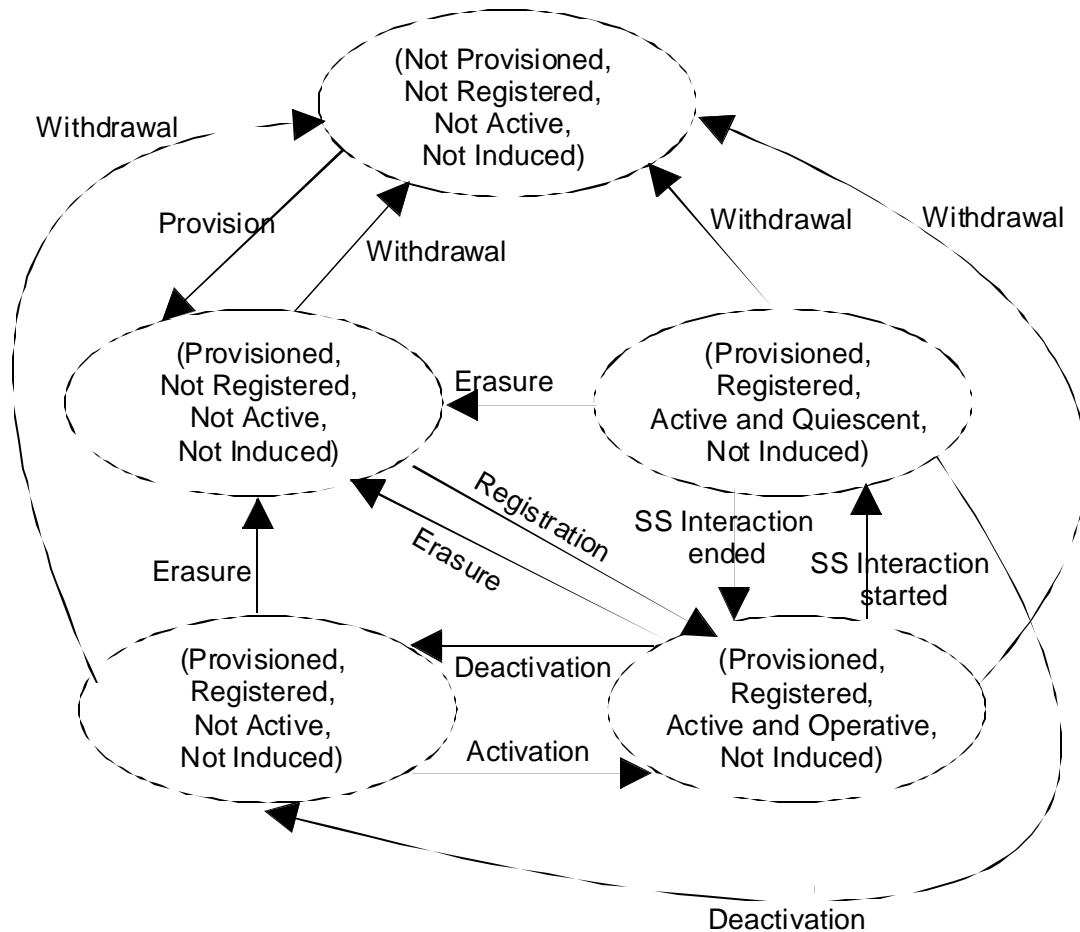 (Not Provisioned,
Not Registered,
Not Active,
Not Induced)
Withdrawal
Provision
Withdrawal
Withdrawal
Withdrawal
(Provisioned,
Not Registered,
Not Active,
Not Induced)
Erasure
(Provisioned,
Registered,
Active and Quiescent,
Not Induced)
Registration
Erasure
SS Interaction
ended
SS Interaction
started
Erasure
(Provisioned,
Registered,
Not Active,
Not Induced)
Deactivation
Activation
(Provisioned,
Registered,
Active and Operative,
Not Induced)
Deactivation